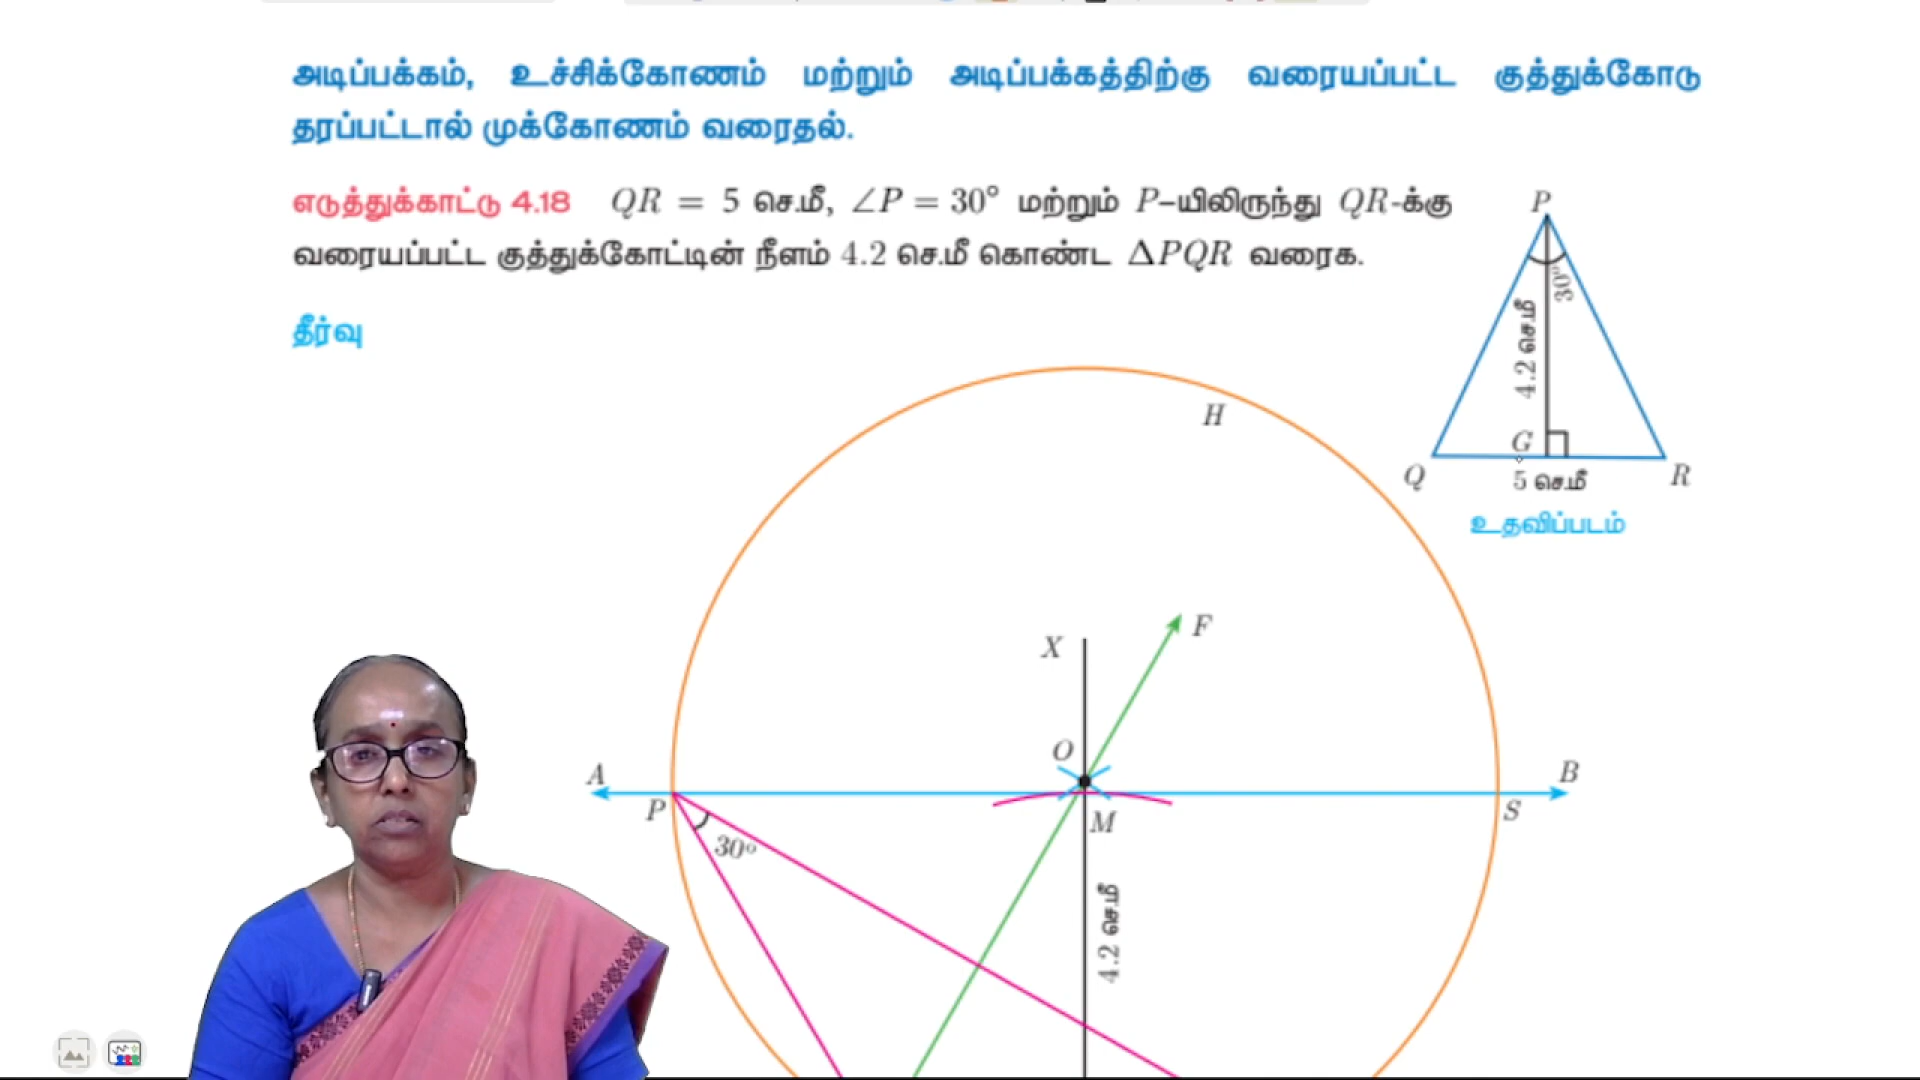 அடிப்பக்கம், உச்சிக்கோணம் மற்றும் அடிப்பக்கத்திற்கு வரையப்பட்ட குத்துக்கோடு
தரப்பட்டால் முக்கோணம் வரைதல்.
எடுத்துக்காட்டு 4.18 QR = 5 செ.மீ, ∠P = 30° மற்றும் P–யிலிருந்து QR-க்கு
வரையப்பட்ட குத்துக்கோட்டின் நீளம் 4.2 செ.மீ கொண்ட ΔPQR வரைக.
தீர்வு
P
30°
4.2 செ.மீ
G
Q
R
5 செ.மீ
உதவிப்படம்
H
F
X
O
A
B
P
M
S
30°
4.2 செ.மீ